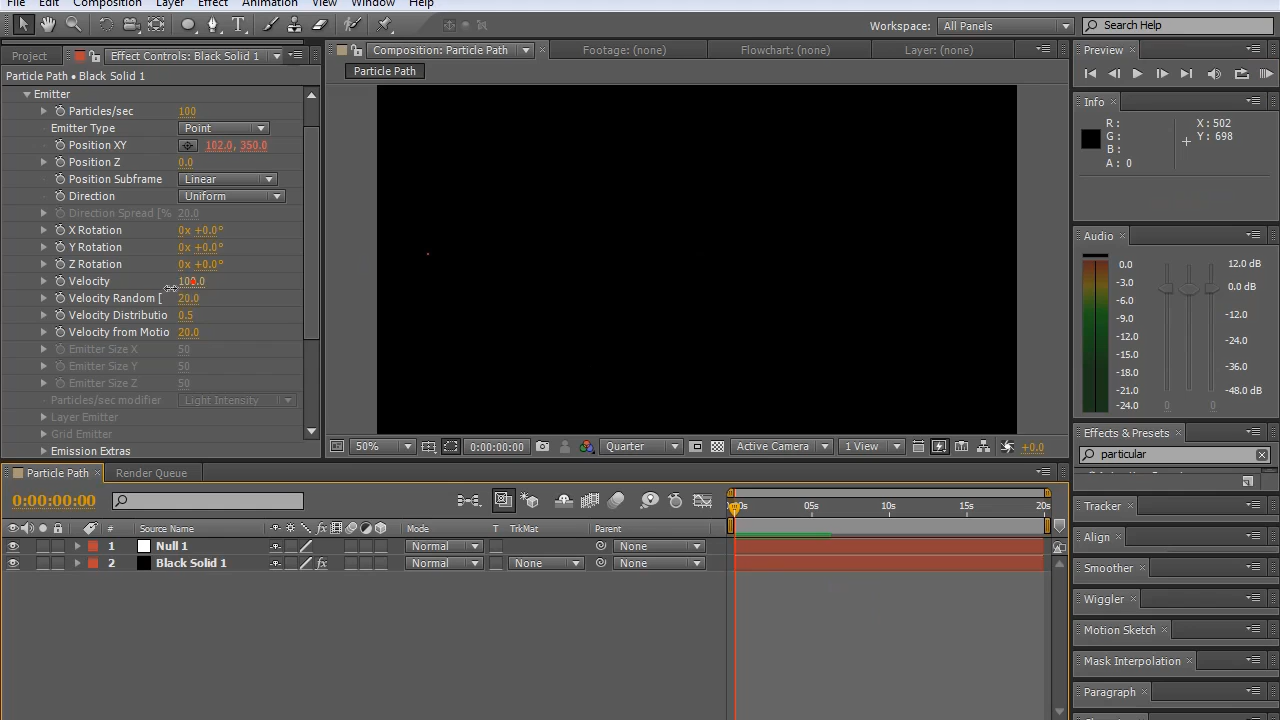 File Edit Composition Layer Effect Animation View Window Help
Workspace: All Panels Search Help
Project Effect Controls: Black Solid 1
Composition: Particle Path Footage: (none) Flowchart: (none) Layer: (none)
Preview
Particle Path • Black Solid 1
Particle Path
Emitter
Particles/sec 100
Emitter Type Point
Position XY 102.0, 350.0
Position Z 0.0
Position Subframe Linear
Direction Uniform
Direction Spread [% 20.0
X Rotation 0x +0.0°
Y Rotation 0x +0.0°
Z Rotation 0x +0.0°
Velocity 100.0
Velocity Random [ 20.0
Velocity Distributio 0.5
Velocity from Motio 20.0
Emitter Size X 50
Emitter Size Y 50
Emitter Size Z 50
Particles/sec modifier Light Intensity
Layer Emitter
Grid Emitter
Emission Extras
50% 0:00:00:00 Quarter Active Camera 1 View +0.0
Info
R : X : 502
G : Y : 698
B :
A : 0
Audio
0.0 12.0 dB
-3.0
-6.0 0.0 dB
-9.0
-12.0 -12.0
-15.0 -24.0
-18.0 -36.0
-21.0 -48.0 dB
-24.0 0 0
Effects & Presets
particular
Tracker
Align
Smoother
Wiggler
Motion Sketch
Mask Interpolation
Paragraph
Particle Path Render Queue
0:00:00:00
05s 10s 15s 20s
# Source Name fx Mode T TrkMat Parent
1 Null 1 Normal None
2 Black Solid 1 fx Normal None None